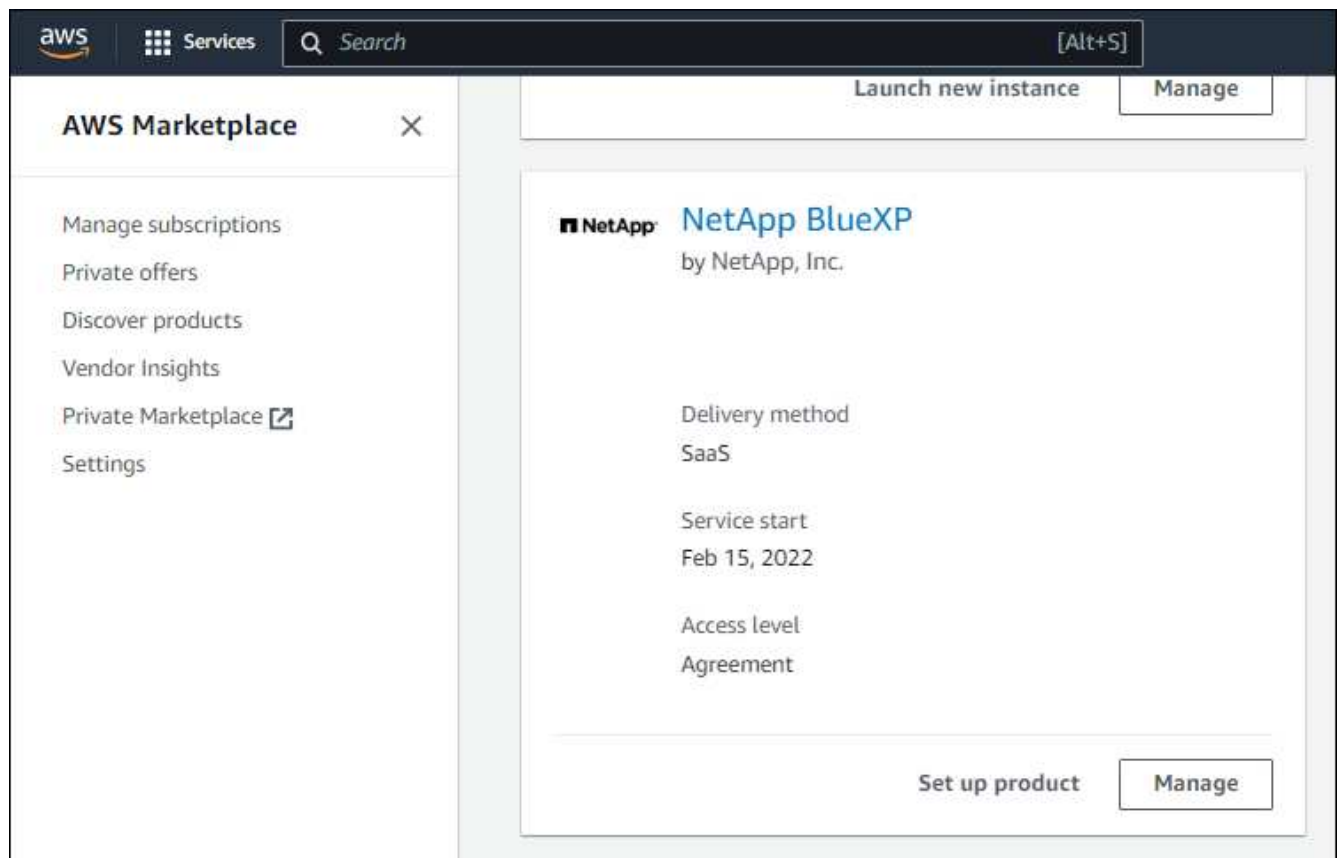 aws Services Search [Alt+S]
AWS Marketplace
Manage subscriptions
Private offers
Discover products
Vendor Insights
Private Marketplace
Settings
Launch new instance Manage
NetApp NetApp BlueXP
by NetApp, Inc.
Delivery method
SaaS
Service start
Feb 15, 2022
Access level
Agreement
Set up product Manage